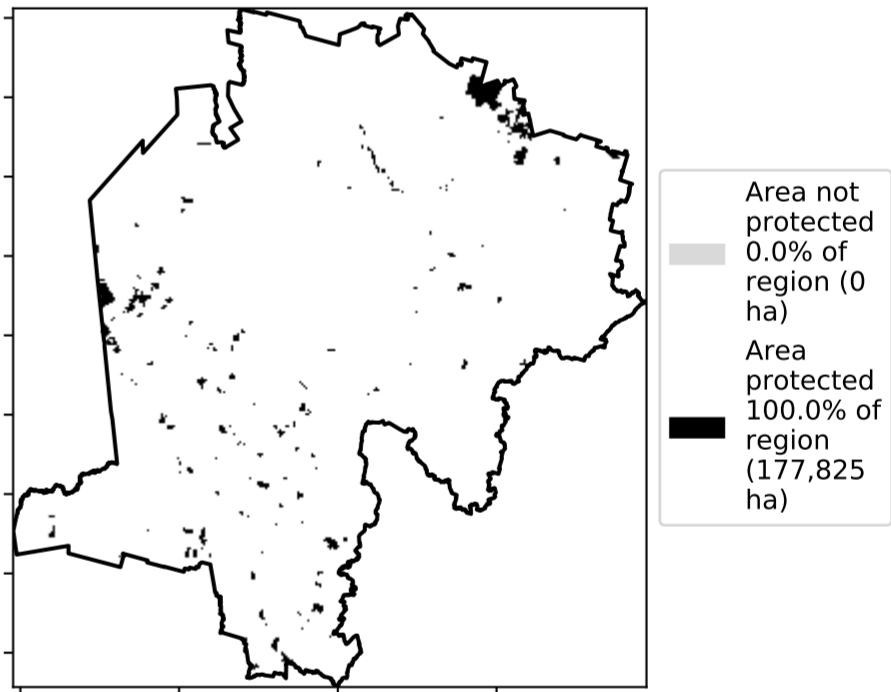 Area not
protected
0.0% of
region (0
ha)
Area
protected
100.0% of
region
(177,825
ha)